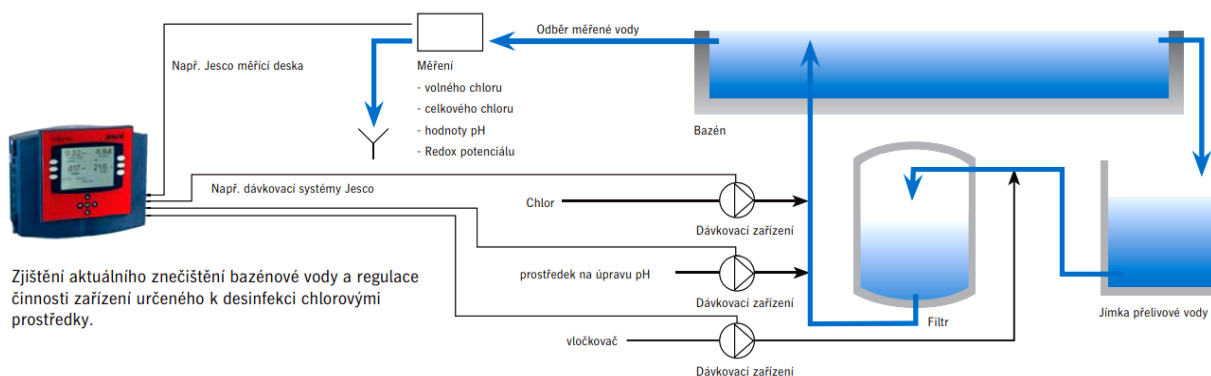 Odběr měřené vody
Např. Jesco měřící deska
Měření
- volného chloru
- celkového chloru
- hodnoty pH
- Redox potenciálu
Bazén
Např. dávkovací systémy Jesco
Chlor
Dávkovací zařízení
Zjištění aktuálního znečištění bazénové vody a regulace
činnosti zařízení určeného k desinfekci chlorovými
prostředky.
prostředek na úpravu pH
Dávkovací zařízení
Filtr
Jímka přelivové vody
vločkovač
Dávkovací zařízení